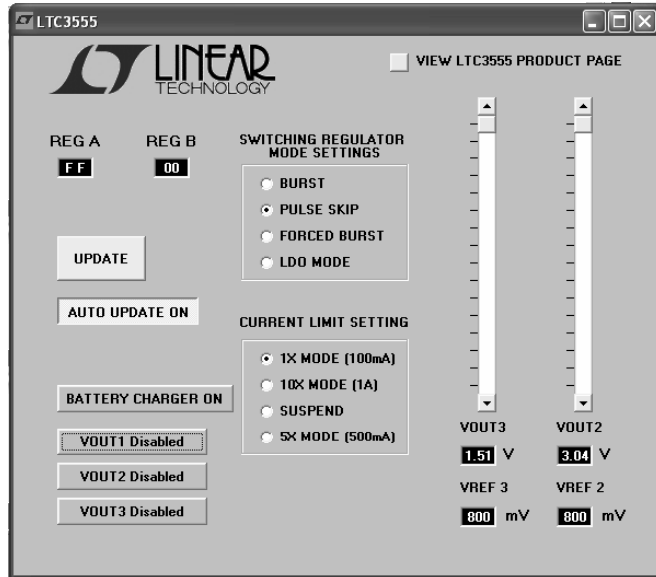 LTC3555
LINEAR
TECHNOLOGY
VIEW LTC3555 PRODUCT PAGE
REG A
REG B
FF
00
SWITCHING REGULATOR
MODE SETTINGS
BURST
PULSE SKIP
FORCED BURST
LDO MODE
UPDATE
AUTO UPDATE ON
CURRENT LIMIT SETTING
1X MODE (100mA)
10X MODE (1A)
SUSPEND
5X MODE (500mA)
BATTERY CHARGER ON
VOUT1 Disabled
VOUT2 Disabled
VOUT3 Disabled
VOUT3
VOUT2
1.51 V
3.04 V
VREF 3
VREF 2
800 mV
800 mV